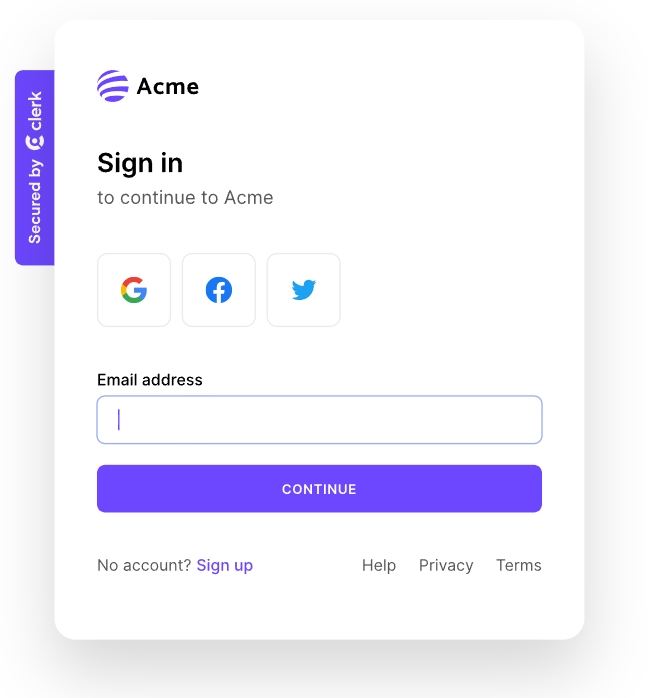 Acme
Secured by clerk
Sign in
to continue to Acme
Email address
CONTINUE
No account? Sign up
Help Privacy Terms